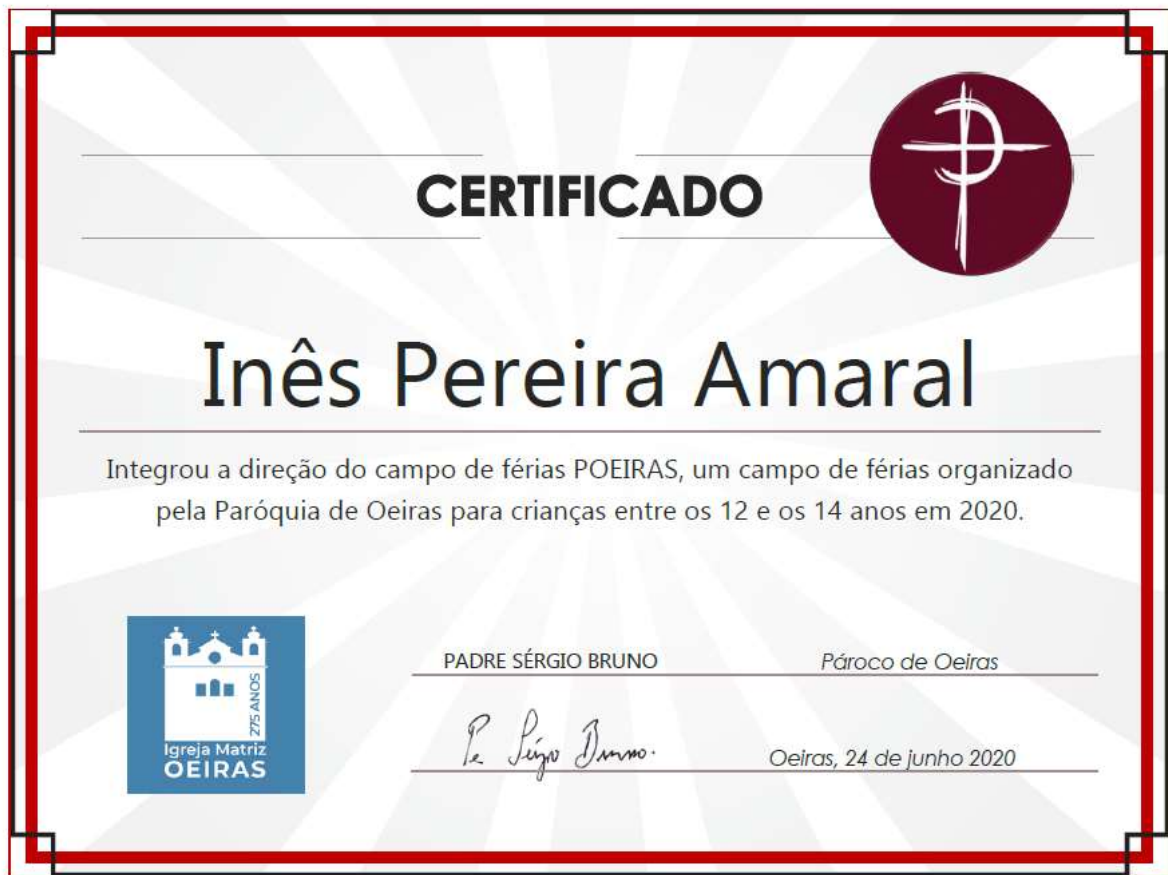 CERTIFICADO
Inês Pereira Amaral
Integrou a direção do campo de férias POEIRAS, um campo de férias organizado
pela Paróquia de Oeiras para crianças entre os 12 e os 14 anos em 2020.
PADRE SÉRGIO BRUNO
Pároco de Oeiras
Pe Sérgio Bruno.
Oeiras, 24 de junho 2020
275 ANOS
Igreja Matriz
OEIRAS